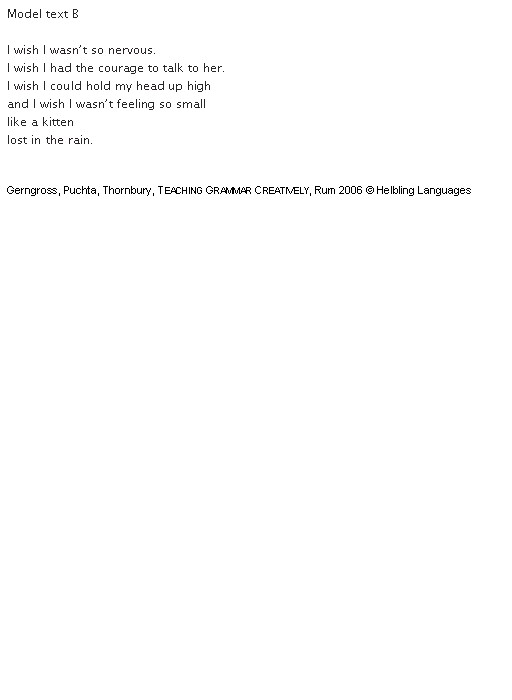 Model text B
I wish I wasn't so nervous.
I wish I had the courage to talk to her.
I wish I could hold my head up high
and I wish I wasn't feeling so small
like a kitten
lost in the rain.
Gerngross, Puchta, Thornbury, TEACHING GRAMMAR CREATIVELY, Rum 2006 © Helbling Languages